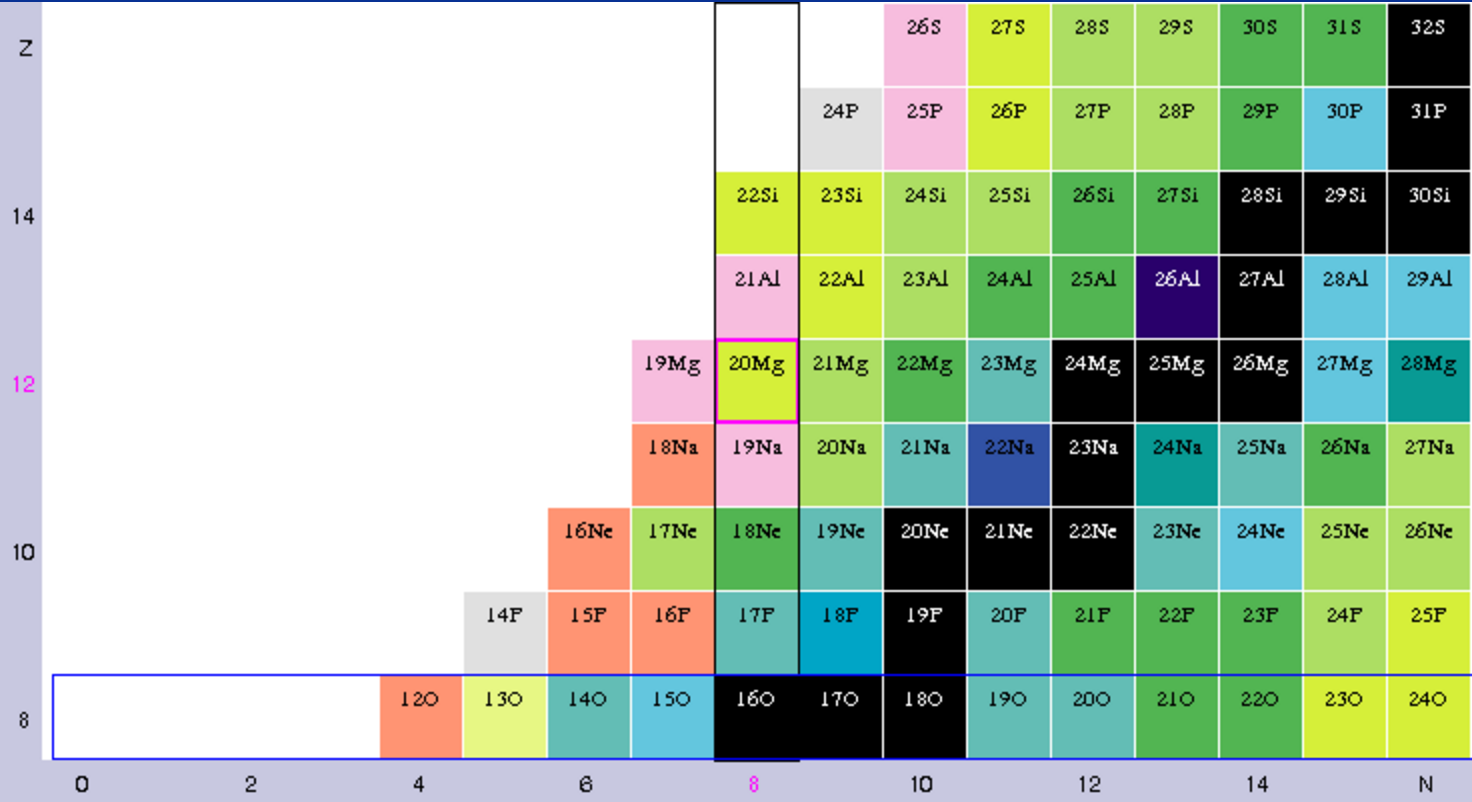 Z 26S 27S 28S 29S 30S 31S 32S
24P 25P 26P 27P 28P 29P 30P 31P
14 22Si 23Si 24Si 25Si 26Si 27Si 28Si 29Si 30Si
21Al 22Al 23Al 24Al 25Al 26Al 27Al 28Al 29Al
12 19Mg 20Mg 21Mg 22Mg 23Mg 24Mg 25Mg 26Mg 27Mg 28Mg
18Na 19Na 20Na 21Na 22Na 23Na 24Na 25Na 26Na 27Na
10 16Ne 17Ne 18Ne 19Ne 20Ne 21Ne 22Ne 23Ne 24Ne 25Ne 26Ne
14F 15F 16F 17F 18F 19F 20F 21F 22F 23F 24F 25F
8 12O 13O 14O 15O 16O 17O 18O 19O 20O 21O 22O 23O 24O
0 2 4 6 8 10 12 14 N